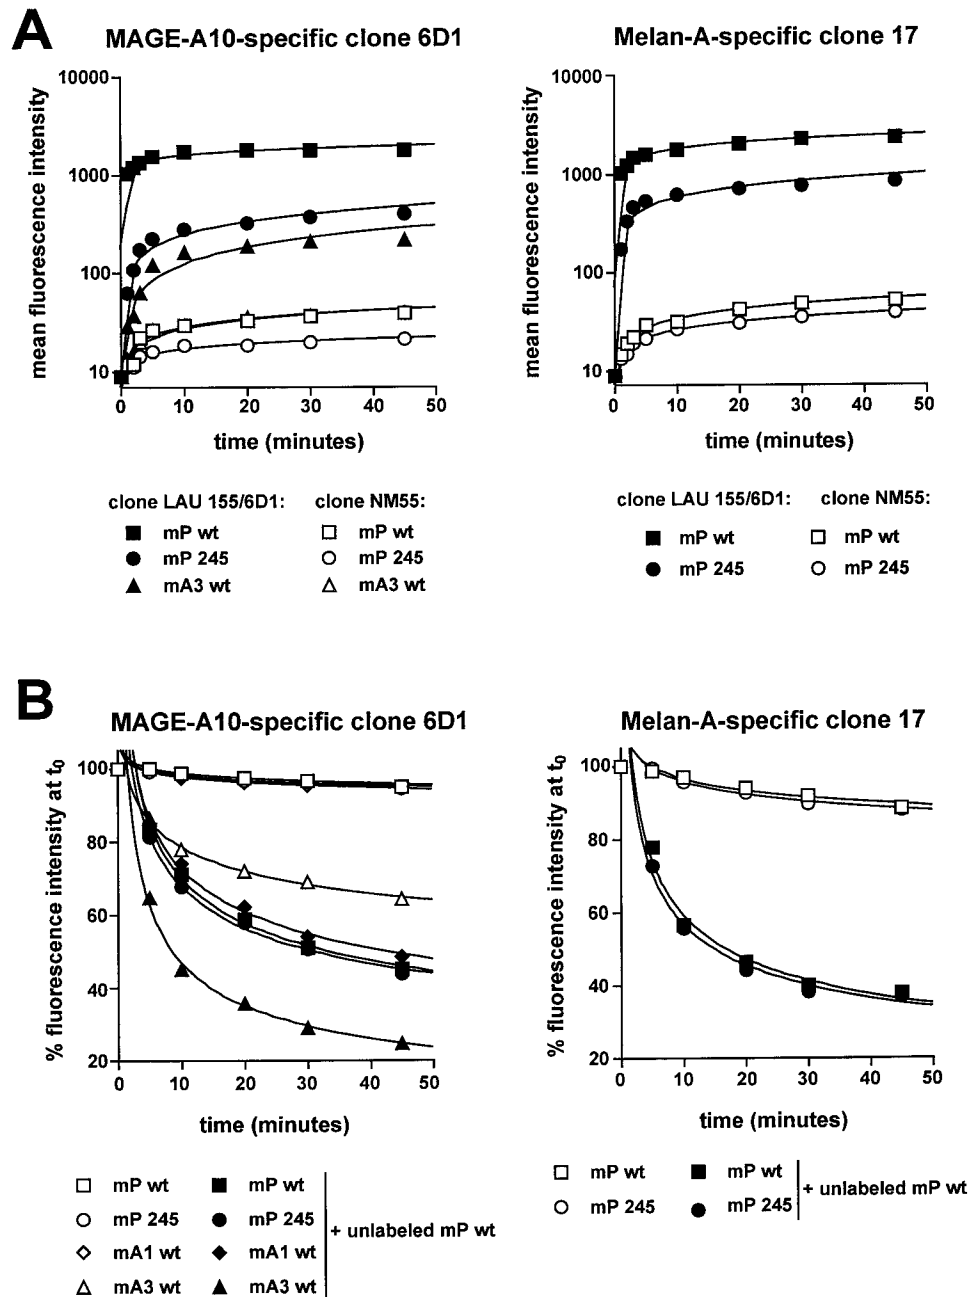 A
MAGE-A10-specific clone 6D1
mean fluorescence intensity
10000
1000
100
10
0 10 20 30 40 50
time (minutes)
clone LAU 155/6D1: clone NM55:
mP wt mP wt
mP 245 mP 245
mA3 wt mA3 wt
Melan-A-specific clone 17
mean fluorescence intensity
10000
1000
100
10
0 10 20 30 40 50
time (minutes)
clone LAU 155/6D1: clone NM55:
mP wt mP wt
mP 245 mP 245
B
MAGE-A10-specific clone 6D1
% fluorescence intensity at t0
100
80
60
40
20
0 10 20 30 40 50
time (minutes)
mP wt mP wt
mP 245 mP 245
+ unlabeled mP wt
mA1 wt mA1 wt
mA3 wt mA3 wt
Melan-A-specific clone 17
% fluorescence intensity at t0
100
80
60
40
20
0 10 20 30 40 50
time (minutes)
mP wt mP wt
+ unlabeled mP wt
mP 245 mP 245